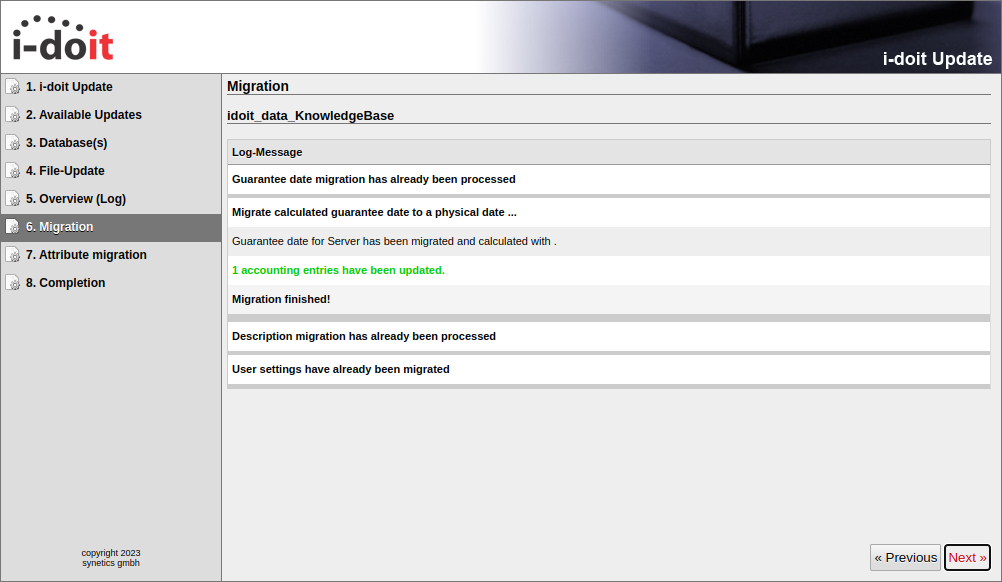 i-doit
i-doit Update
1. i-doit Update
2. Available Updates
3. Database(s)
4. File-Update
5. Overview (Log)
6. Migration
7. Attribute migration
8. Completion
copyright 2023
synetics gmbh
Migration
idoit_data_KnowledgeBase
Log-Message
Guarantee date migration has already been processed
Migrate calculated guarantee date to a physical date ...
Guarantee date for Server has been migrated and calculated with .
1 accounting entries have been updated.
Migration finished!
Description migration has already been processed
User settings have already been migrated
« Previous
Next »